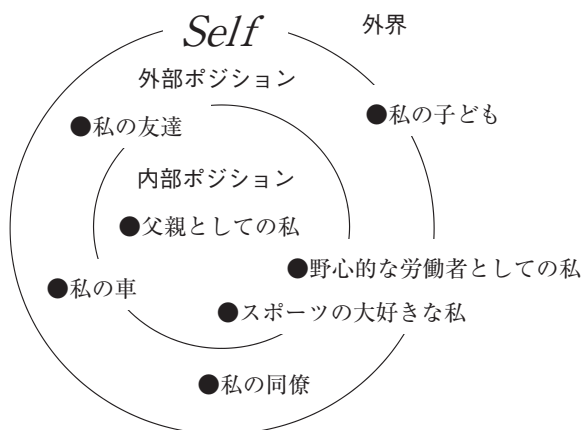 Self
外界
外部ポジション
●私の友達
●私の子ども
内部ポジション
●父親としての私
●野心的な労働者としての私
●私の車
●スポーツの大好きな私
●私の同僚